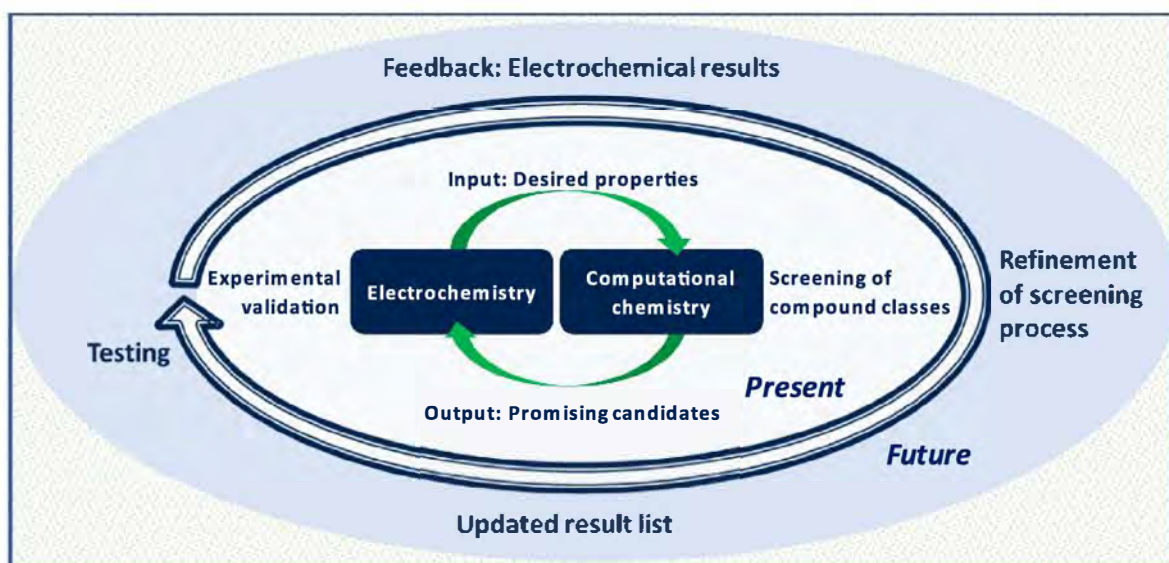 Feedback: Electrochemical results
Input: Desired properties
Experimental
validation
Electrochemistry
Computational
chemistry
Screening of
compound classes
Refinement
of screening
process
Testing
Present
Output: Promising candidates
Future
Updated result list